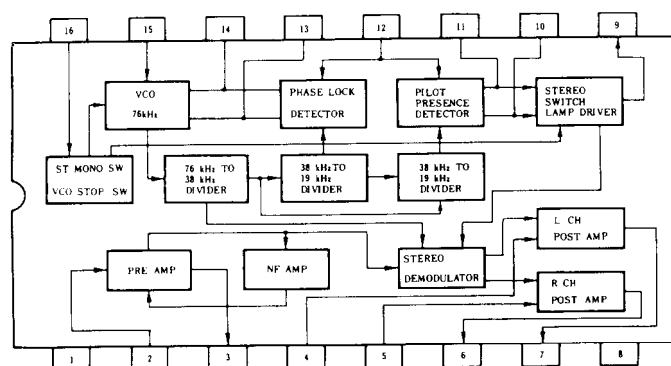 16 15 14 13 12 11 10 9
VCO
76kHz
PHASE LOCK
DETECTOR
PILOT
PRESENCE
DETECTOR
STEREO
SWITCH
LAMP DRIVER
ST MONO SW
VCO STOP SW
76 kHz TO
38 kHz
DIVIDER
38 kHz TO
19 kHz
DIVIDER
38 kHz TO
19 kHz
DIVIDER
PRE AMP
NF AMP
STEREO
DEMODULATOR
L CH
POST AMP
R CH
POST AMP
1 2 3 4 5 6 7 8